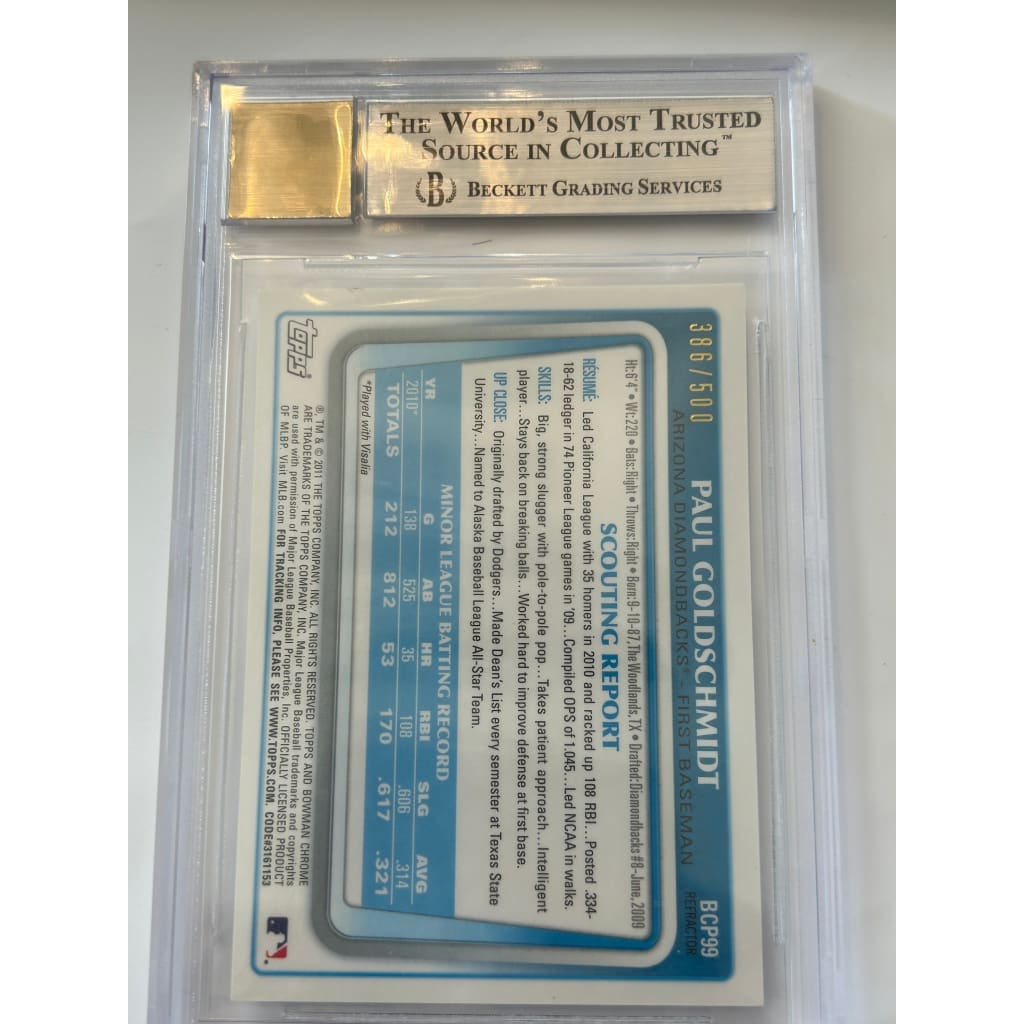 THE WORLD'S MOST TRUSTED
SOURCE IN COLLECTING™
B BECKETT GRADING SERVICES
386/500
PAUL GOLDSCHMIDT
BCP99
ARIZONA DIAMONDBACKS® - FIRST BASEMAN
REFRACTOR
Ht: 6'4" • Wt: 220 • Bats: Right • Throws: Right • Born: 9-10-87, The Woodlands, TX • Drafted: Diamondbacks #8-June, 2009
SCOUTING REPORT
RÉSUMÉ: Led California League with 35 homers in 2010 and racked up 108 RBI...Posted .334-
18-62 ledger in 74 Pioneer League games in '09...Compiled OPS of 1.045...Led NCAA in walks.
SKILLS: Big, strong slugger with pole-to-pole pop...Takes patient approach...Intelligent
player...Stays back on breaking balls...Worked hard to improve defense at first base.
UP CLOSE: Originally drafted by Dodgers...Made Dean's List every semester at Texas State
University...Named to Alaska Baseball League All-Star Team.
MINOR LEAGUE BATTING RECORD
YR G AB HR RBI SLG AVG
2010* 138 525 35 108 .606 .314
TOTALS 212 812 53 170 .617 .321
*Played with Visalia
topps®
®, TM & © 2011 THE TOPPS COMPANY, INC. ALL RIGHTS RESERVED. TOPPS AND BOWMAN CHROME
ARE TRADEMARKS OF THE TOPPS COMPANY, INC. Major League Baseball trademarks and copyrights
are used with permission of Major League Baseball Properties, Inc. OFFICIALLY LICENSED PRODUCT
OF MLBP. Visit MLB.com FOR TRACKING INFO, PLEASE SEE WWW.TOPPS.COM. CODE#3161153